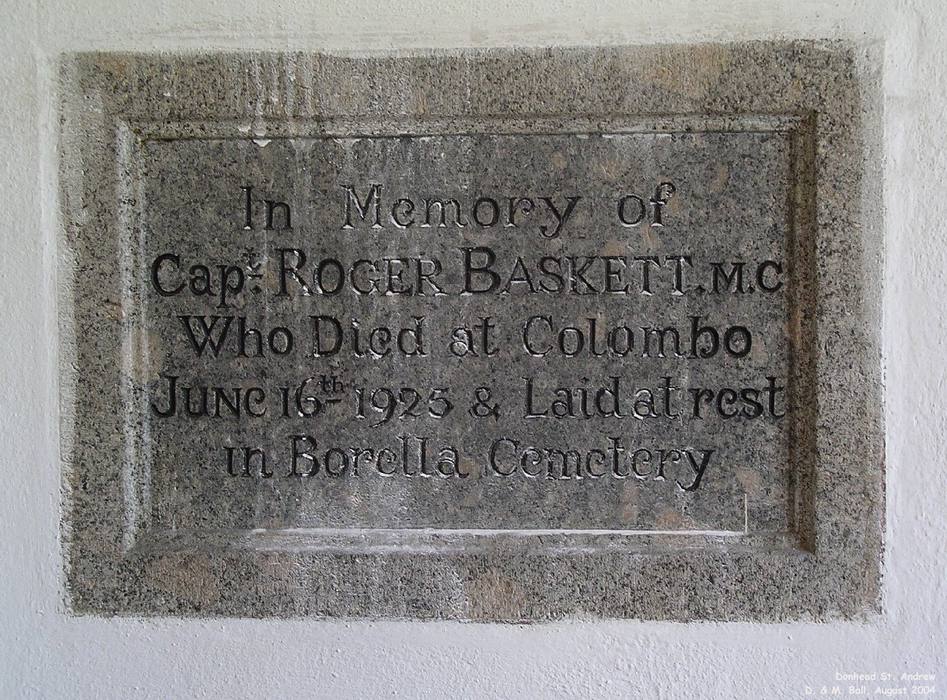 In Memory of
Capt. ROGER BASKETT.M.C
Who Died at Colombo
JUNE 16th 1925 & Laid at rest
in Borella Cemetery
Donhead St. Andrew
D. & M. Ball, August 2004